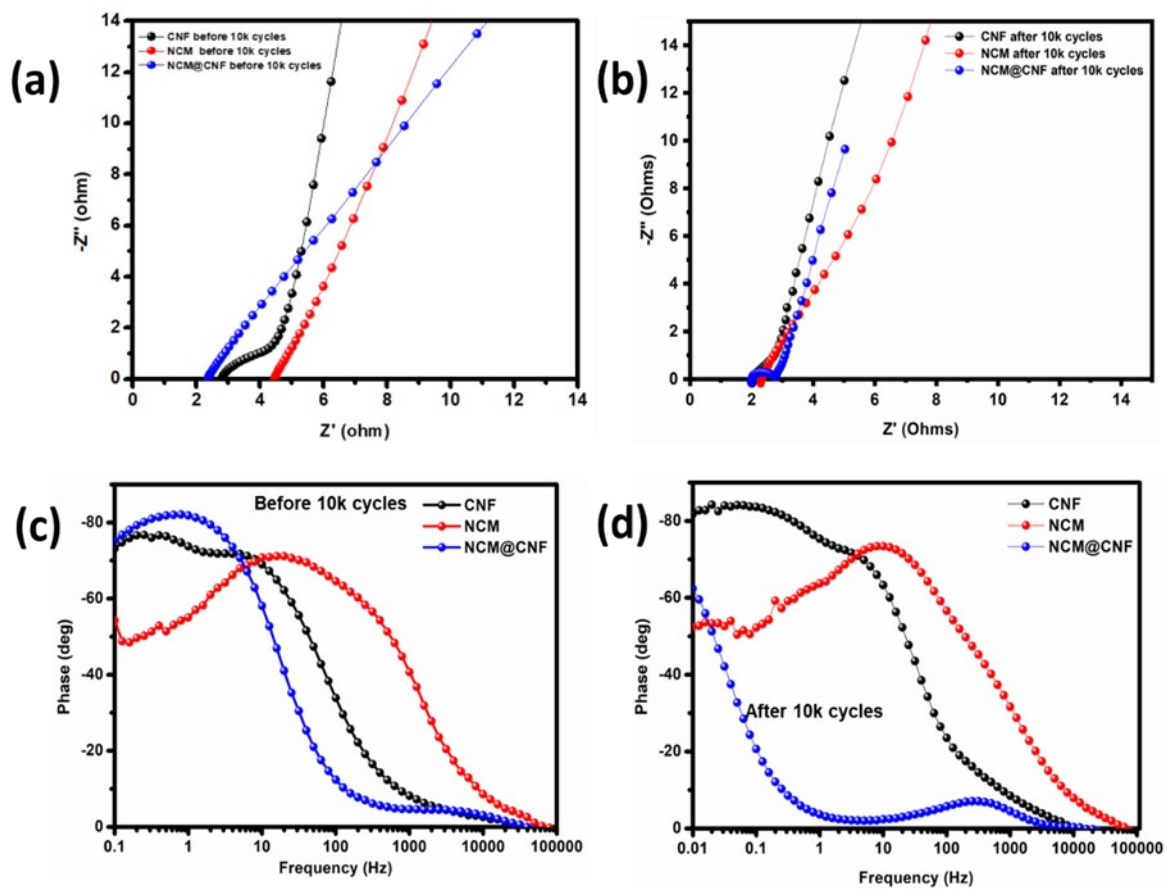 (a)
CNF before 10k cycles
NCM before 10k cycles
NCM@CNF before 10k cycles
-Z'' (ohm)
14
12
10
8
6
4
2
0
0 2 4 6 8 10 12 14
Z' (ohm)
(b)
CNF after 10k cycles
NCM after 10k cycles
NCM@CNF after 10k cycles
-Z'' (Ohms)
14
12
10
8
6
4
2
0
0 2 4 6 8 10 12 14
Z' (Ohms)
(c)
Before 10k cycles
CNF
NCM
NCM@CNF
Phase (deg)
-80
-60
-40
-20
0
0.1 1 10 100 1000 10000 100000
Frequency (Hz)
(d)
CNF
NCM
NCM@CNF
After 10k cycles
Phase (deg)
-80
-60
-40
-20
0
0.01 0.1 1 10 100 1000 10000 100000
Frequency (Hz)